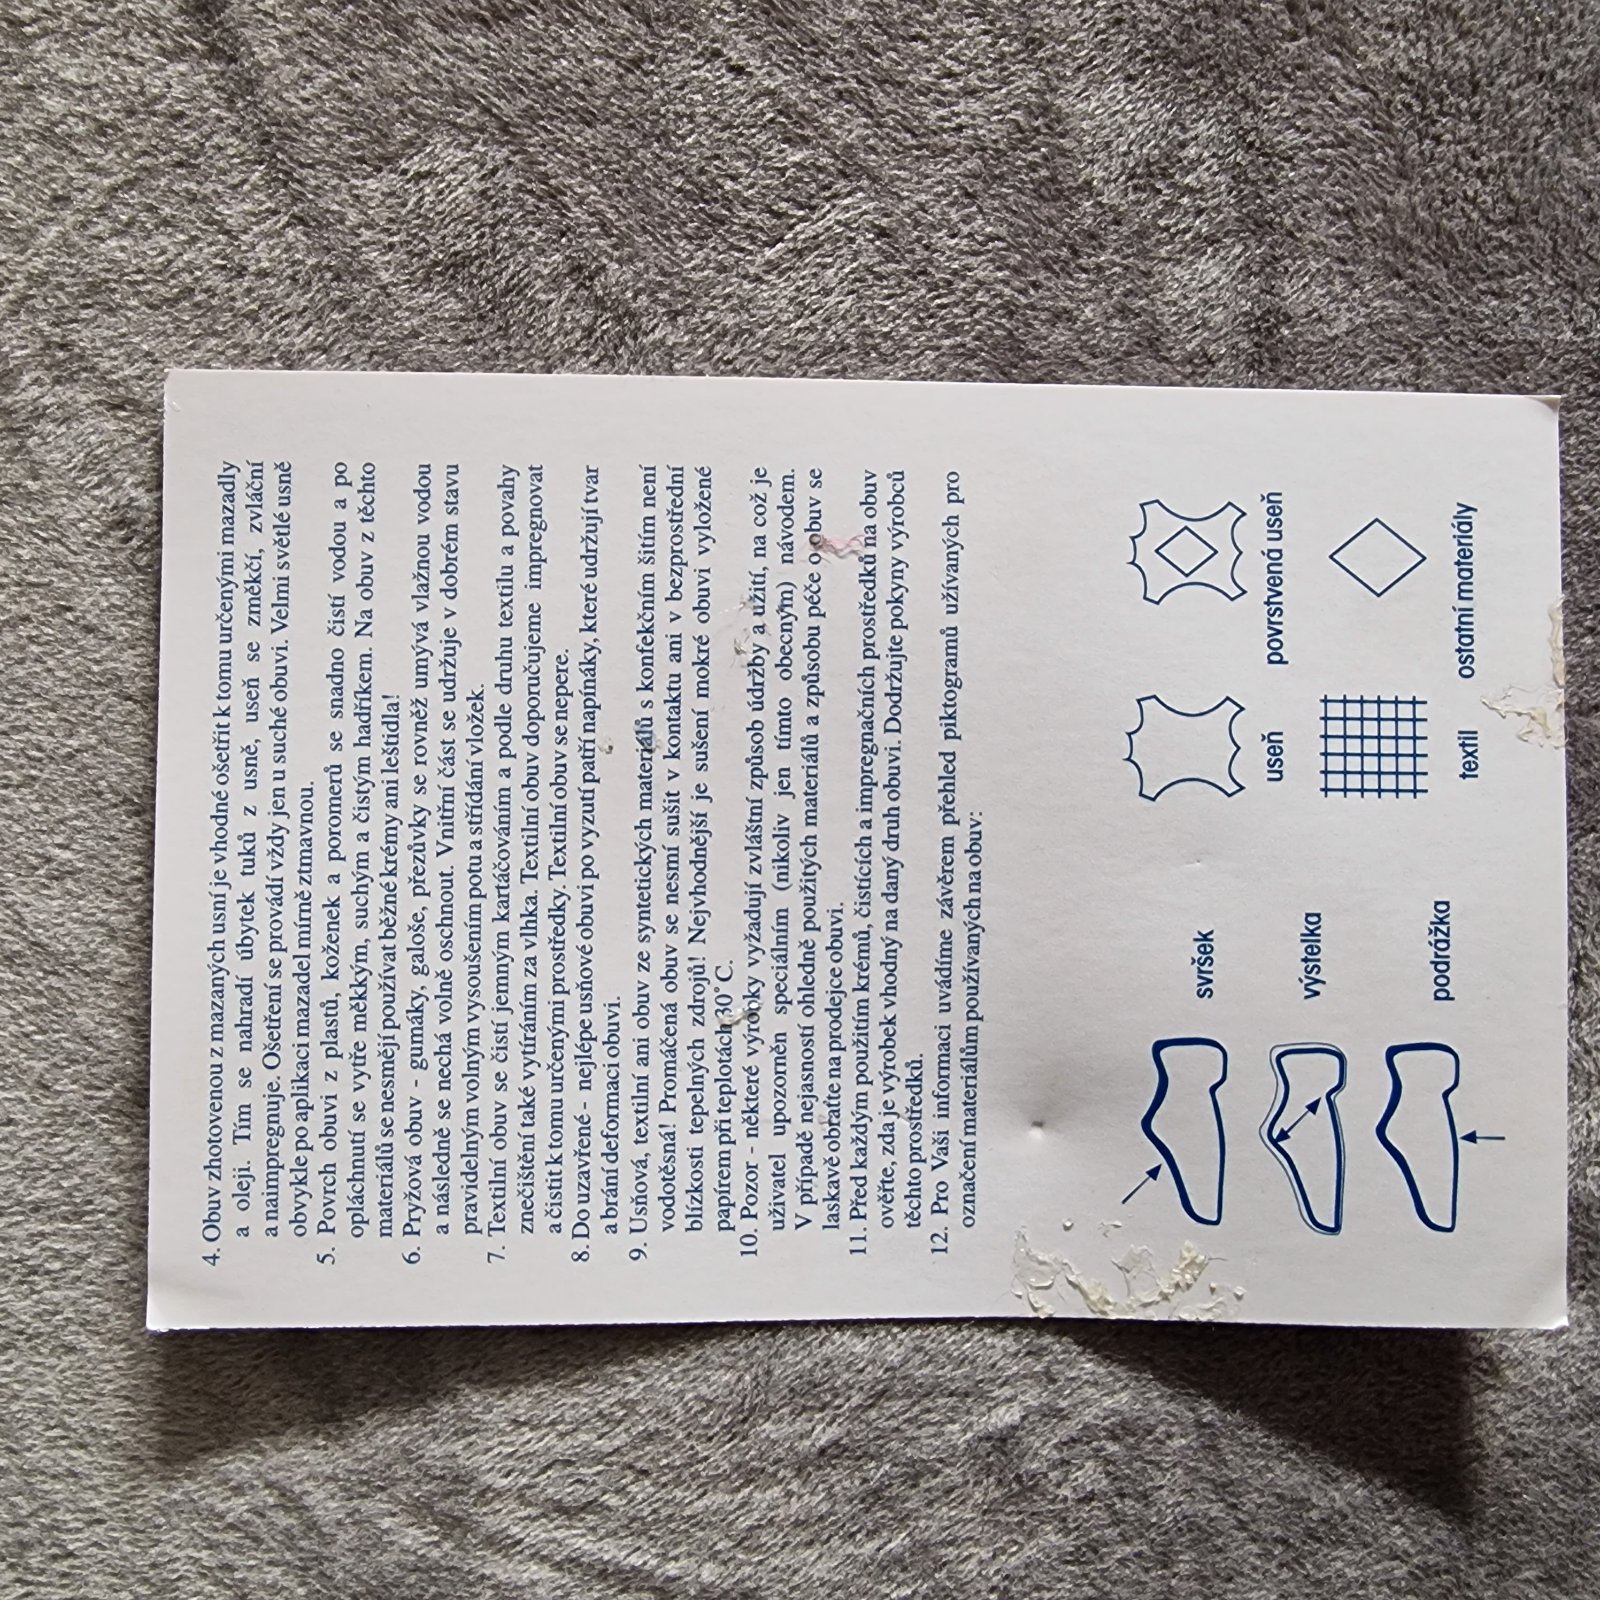 4. Obuv zhotovenou z mazaných usní je vhodné ošetřit k tomu určenými mazadly
a oleji. Tím se nahradí úbytek tuků z usně, useň se změkčí, zvláční
a naimpregnuje. Ošetření se provádí vždy jen u suché obuvi. Velmi světlé usně
obvykle po aplikaci mazadel mírně ztmavnou.
5. Povrch obuvi z plastů, koženek a poromerů se snadno čistí vodou a po
opláchnutí se vytře měkkým, suchým a čistým hadříkem. Na obuv z těchto
materiálů se nesmějí používat běžné krémy ani leštidla!
6. Pryžová obuv - gumáky, galoše, přezůvky se rovněž umývá vlažnou vodou
a následně se nechá volně oschnout. Vnitřní část se udržuje v dobrém stavu
pravidelným volným vysoušením potu a střídání vložek.
7. Textilní obuv se čistí jemným kartáčováním a podle druhu textilu a povahy
znečištění také vytíráním za vlhka. Textilní obuv doporučujeme impregnovat
a čistit k tomu určenými prostředky. Textilní obuv se nepere.
8. Do uzavřené - nejlépe usňové obuvi po vyzutí patří napínáky, které udržují tvar
a brání deformaci obuvi.
9. Usňová, textilní ani obuv ze syntetických materiálů s konfekčním šitím není
vodotěsná! Promáčená obuv se nesmí sušit v kontaktu ani v bezprostřední
blízkosti tepelných zdrojů! Nejvhodnější je sušení mokré obuvi vyložené
papírem při teplotách 30˚ C.
10. Pozor - některé výrobky vyžadují zvláštní způsob údržby a užití, na což je
uživatel upozorněn speciálním (nikoliv jen tímto obecným) návodem.
V případě nejasností ohledně použitých materiálů a způsobu péče o obuv se
laskavě obraťte na prodejce obuvi.
11. Před každým použitím krémů, čistících a impregnačních prostředků na obuv
ověřte, zda je výrobek vhodný na daný druh obuvi. Dodržujte pokyny výrobců
těchto prostředků.
12. Pro Vaši informaci uvádíme závěrem přehled piktogramů užívaných pro
označení materiálům používaných na obuv:
svršek
useň
povrstvená useň
výstelka
podrážka
textil
ostatní materiály